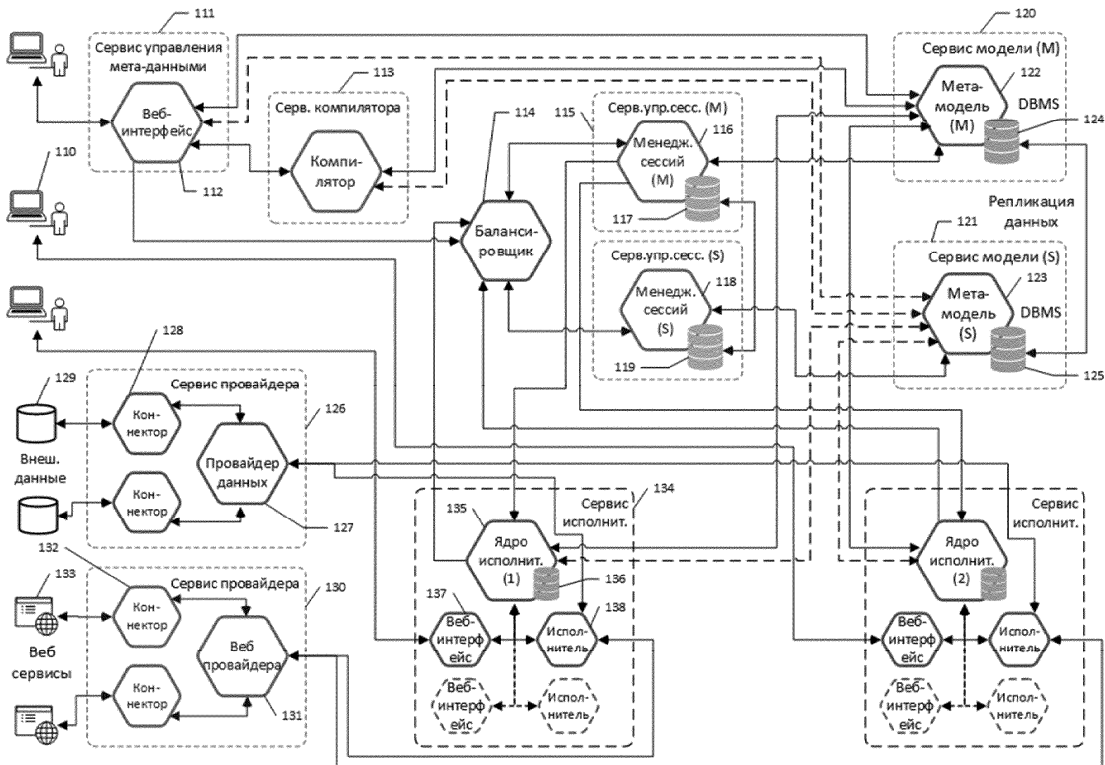 111
Сервис управления
мета-данными
Веб-
интерфейс
112
113
Серв. компилятора
Компи-
лятор
110
114
Балансиро-
ровщик
115
Серв.упр.сесс. (M)
Менедж.
сессий
(M)
116
117
Серв.упр.сесс. (S)
Менедж.
сессий
(S)
118
119
120
Сервис модели (M)
Мета-
модель
(M)
122
DBMS
124
Репликация
данных
121
Сервис модели (S)
Мета-
модель
(S)
123
DBMS
125
128
129
Сервис провайдера
126
Кон-
нектор
Внеш.
данные
Провайдер
данных
Кон-
нектор
127
132
133
Сервис провайдера
130
Кон-
нектор
Веб
сервисы
Веб
провайдера
Кон-
нектор
131
134
Сервис
исполнит.
135
Ядро
исполнит.
(1)
136
137
138
Веб-
интерф
ейс
Испол-
нитель
Веб-
интерф
ейс
Испол-
нитель
Сервис
исполнит.
Ядро
исполнит.
(2)
Веб-
интерф
ейс
Испол-
нитель
Веб-
интерф
ейс
Испол-
нитель